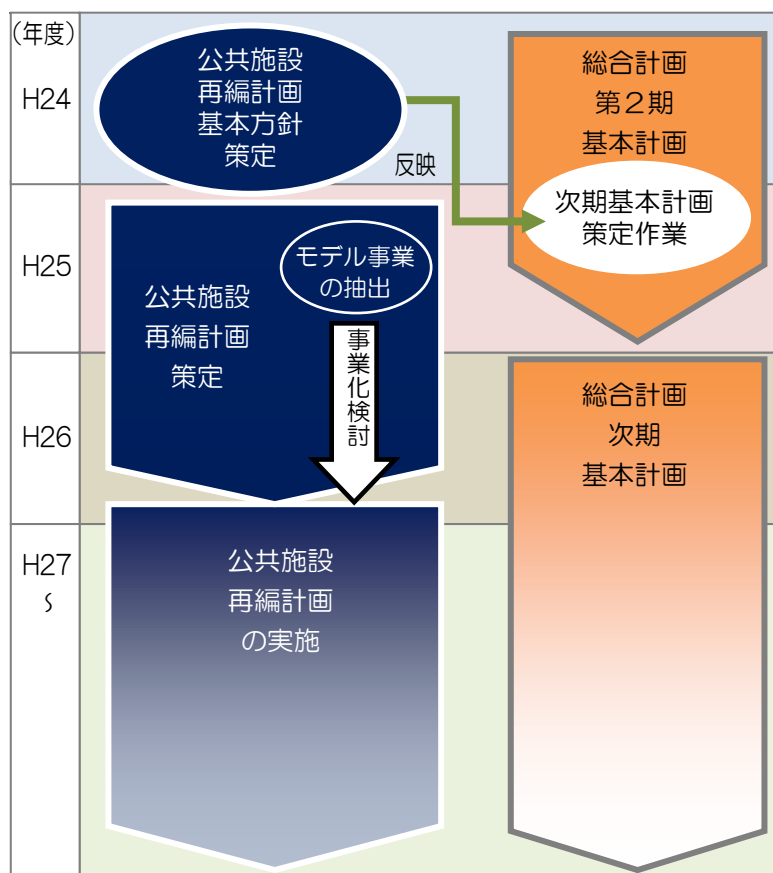 (年度)
H24
公共施設
再編計画
基本方針
策定
反映
総合計画
第２期
基本計画
次期基本計画
策定作業
H25
モデル事業
の抽出
公共施設
再編計画
策定
事業化検討
H26
総合計画
次期
基本計画
H27
～
公共施設
再編計画
の実施